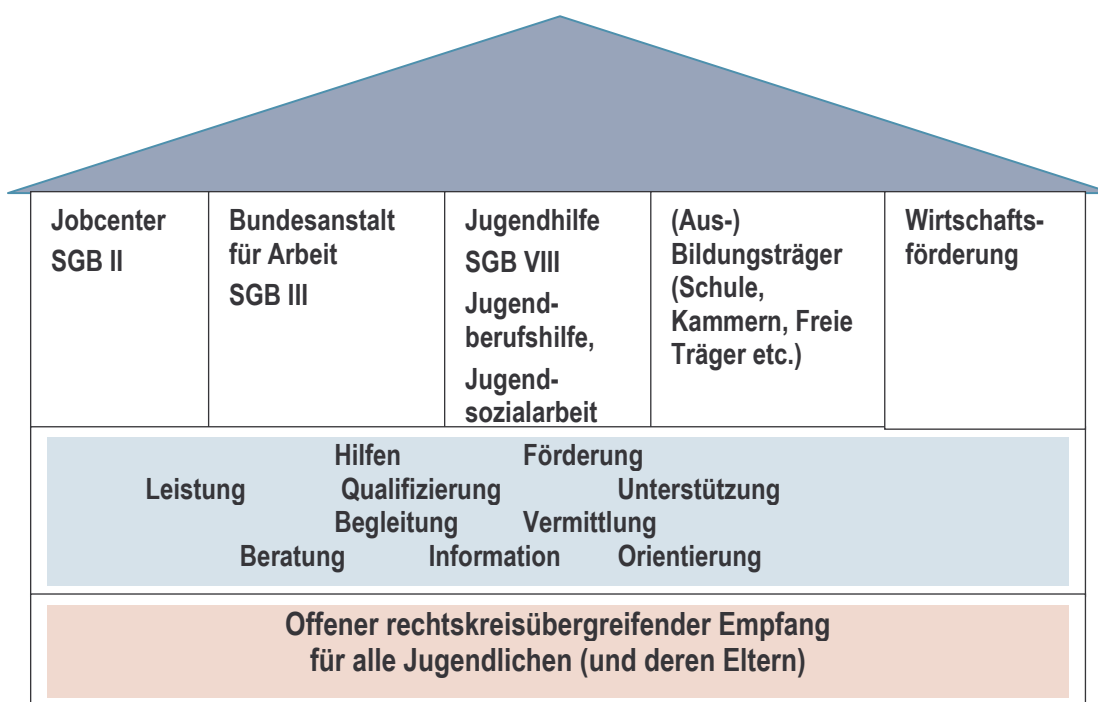 Jobcenter
SGB II
Bundesanstalt
für Arbeit
SGB III
Jugendhilfe
SGB VIII
Jugend-
berufshilfe,
Jugend-
sozialarbeit
(Aus-)
Bildungsträger
(Schule,
Kammern, Freie
Träger etc.)
Wirtschafts-
förderung
Hilfen Förderung
Leistung Qualifizierung Unterstützung
Begleitung Vermittlung
Beratung Information Orientierung
Offener rechtskreisübergreifender Empfang
für alle Jugendlichen (und deren Eltern)